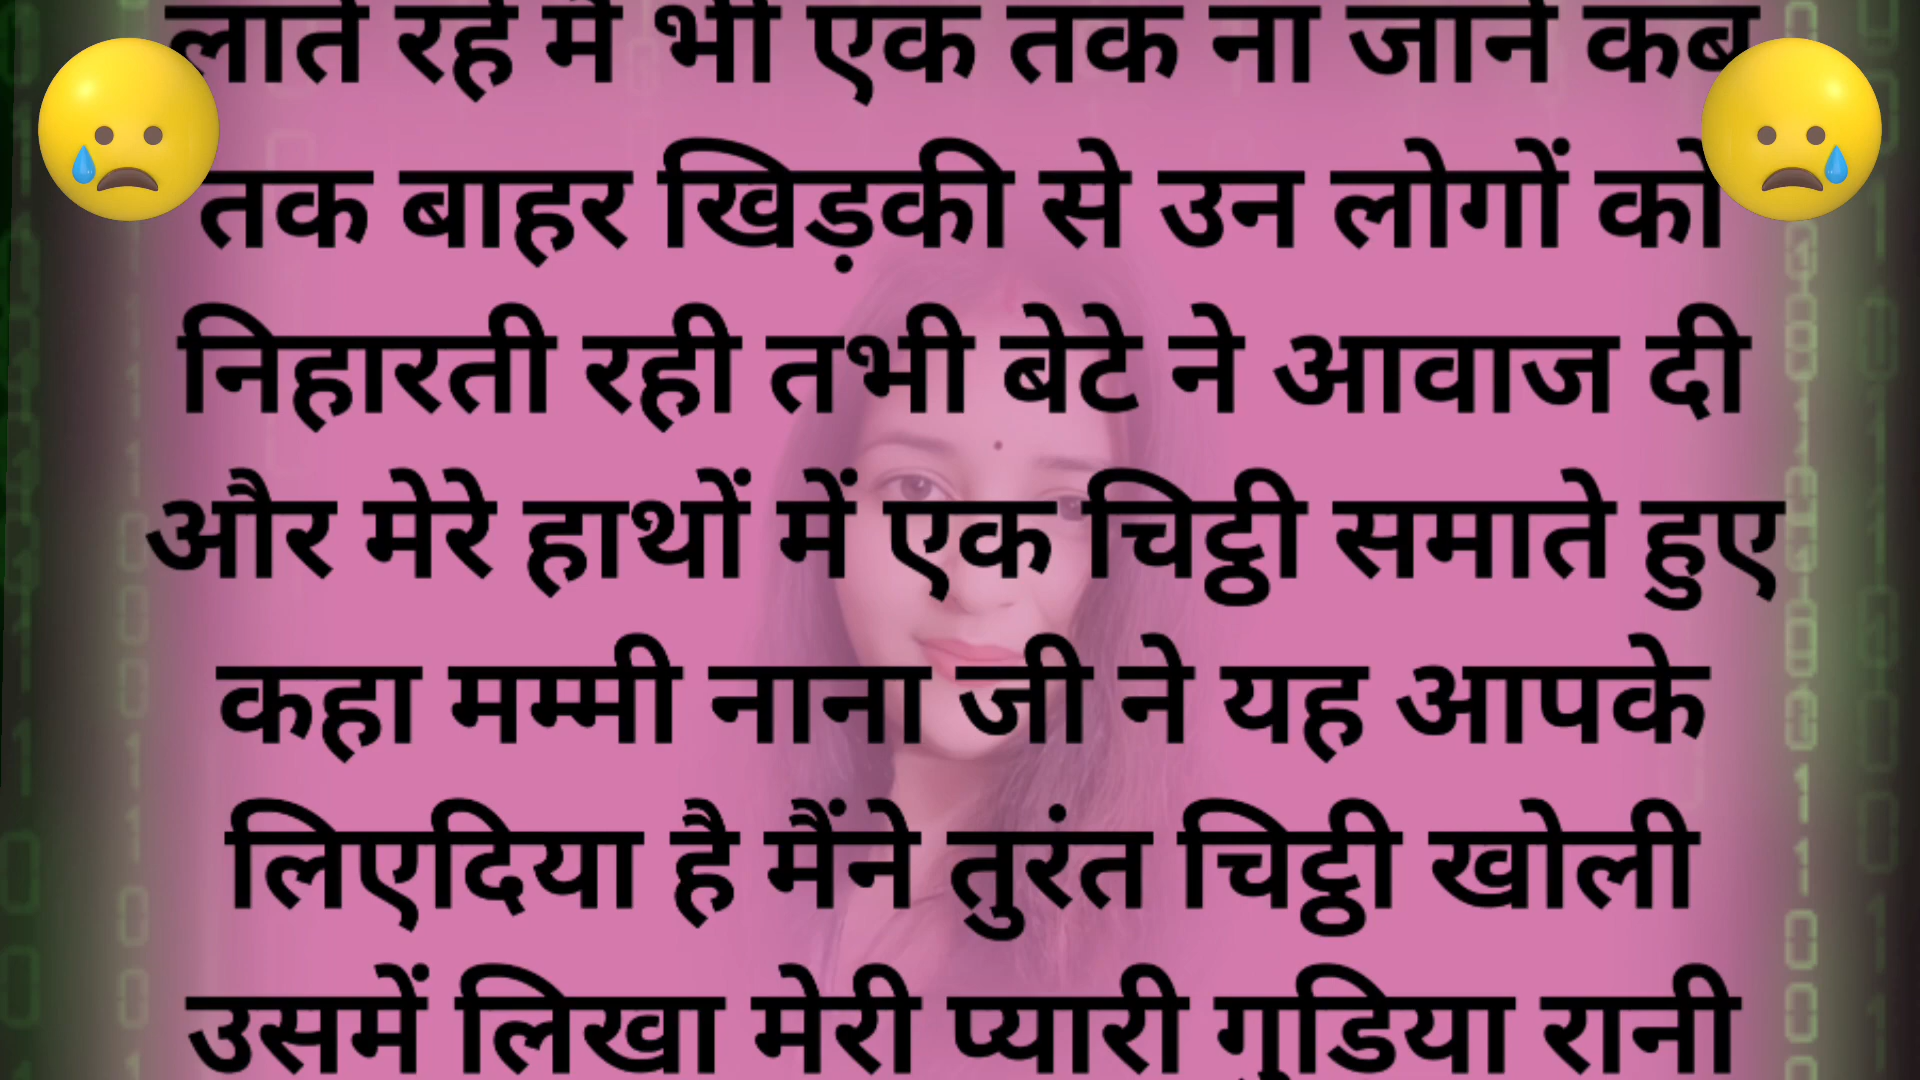 लाते रहे मैं भी एक तक ना जाने कब
तक बाहर खिड़की से उन लोगों को
निहारती रही तभी बेटे ने आवाज दी
और मेरे हाथों में एक चिट्ठी समाते हुए
कहा मम्मी नाना जी ने यह आपके
लिएदिया है मैंने तुरंत चिट्ठी खोली
उसमें लिखा मेरी प्यारी गुडिया रानी